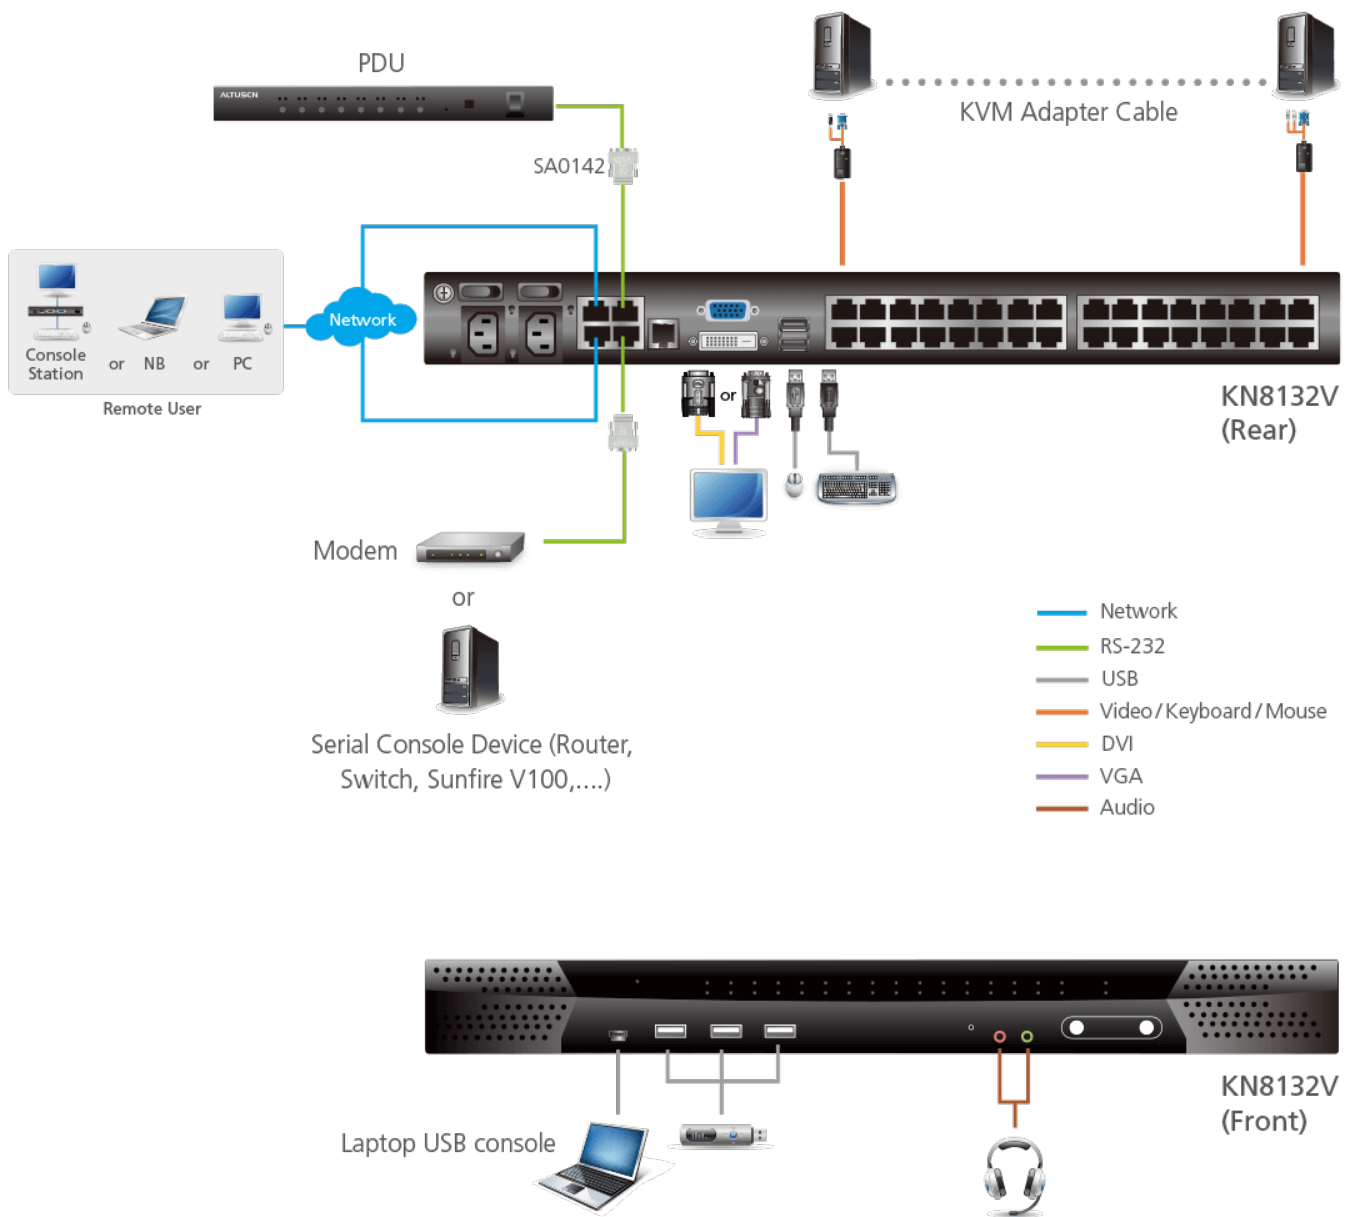 PDU
ALTUSEN
KVM Adapter Cable
SA0142
Network
Console
Station
or
NB
or
PC
Remote User
or
KN8132V
(Rear)
Modem
or
Serial Console Device (Router,
Switch, Sunfire V100,....)
Network
RS-232
USB
Video/Keyboard/Mouse
DVI
VGA
Audio
KN8132V
(Front)
Laptop USB console